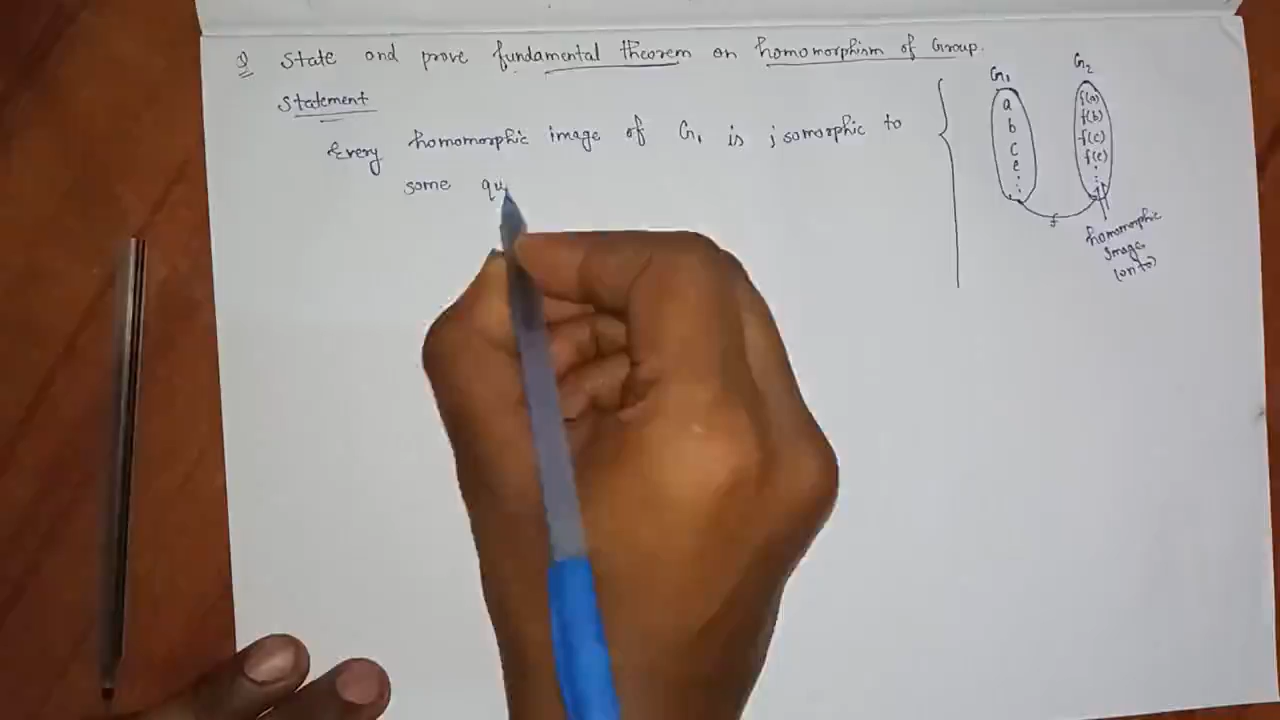 Q State and prove fundamental theorem on homomorphism of Group.
Statement
Every homomorphic image of G₁ is isomorphic to
some qu
G₁
a
b
c
e
⋮
G₂
f(a)
f(b)
f(c)
f(e)
⋮
f
homomorphic
image
(onto)